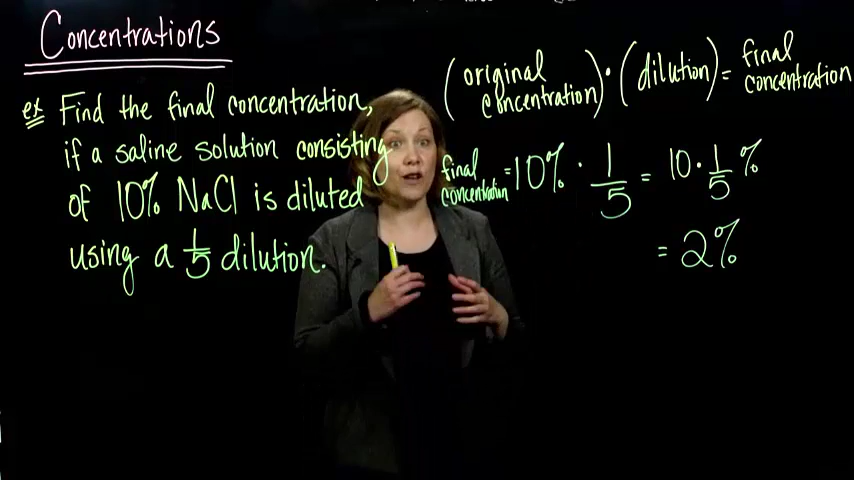 Concentrations
ex Find the final concentration,
if a saline solution consisting
of 10% NaCl is diluted
using a 1/5 dilution.
(original concentration) · (dilution) = final concentration
final concentration = 10% · 1/5 = 10 · 1/5 %
= 2%